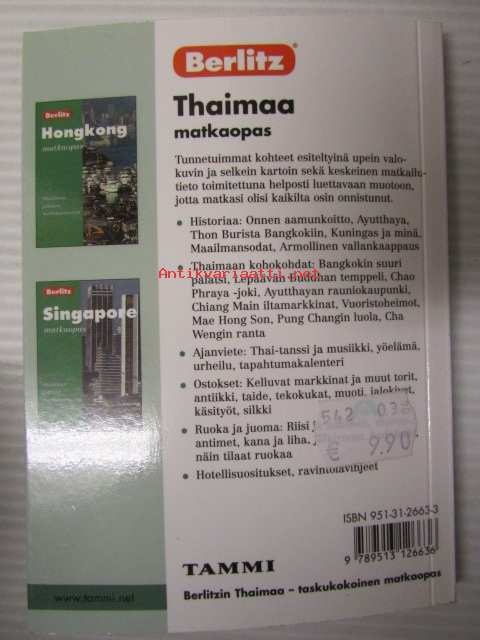 Berlitz
Thaimaa
matkaopas
Tunnetuimmat kohteet esiteltyinä upein valo-
kuvin ja selkein kartoin sekä keskeinen matkailu-
tieto toimitettuna helposti luettavaan muotoon,
jotta matkasi olisi kaikilta osin onnistunut.
• Historiaa: Onnen aamunkoitto, Ayutthaya,
Thon Burista Bangkokiin, Kuningas ja minä,
Maailmansodat, Armollinen vallankaappaus
• Thaimaan kohokohdat: Bangkokin suuri
palatsi, Lepäävän Buddhan temppeli, Chao
Phraya -joki, Ayutthayan rauniokaupunki,
Chiang Main iltamarkkinat, Vuoristoheimot,
Mae Hong Son, Pung Changin luola, Cha
Wengin ranta
• Ajanviete: Thai-tanssi ja musiikki, yöelämä,
urheilu, tapahtumakalenteri
• Ostokset: Kelluvat markkinat ja muut torit,
antiikki, taide, tekokukat, muoti, jalokivet,
käsityöt, silkki
• Ruoka ja juoma: Riisi j
antimet, kana ja liha, j
näin tilaat ruokaa
• Hotellisuositukset, ravintolavihjeet
542 038
€ 9.90
ISBN 951-31-2663-3
9 789513 126636
TAMMI
Berlitzin Thaimaa – taskukokoinen matkaopas
Berlitz
Hongkong
matkaopas
Berlitz
Singapore
matkaopas
www.tammi.net
Antikvariaatti.net